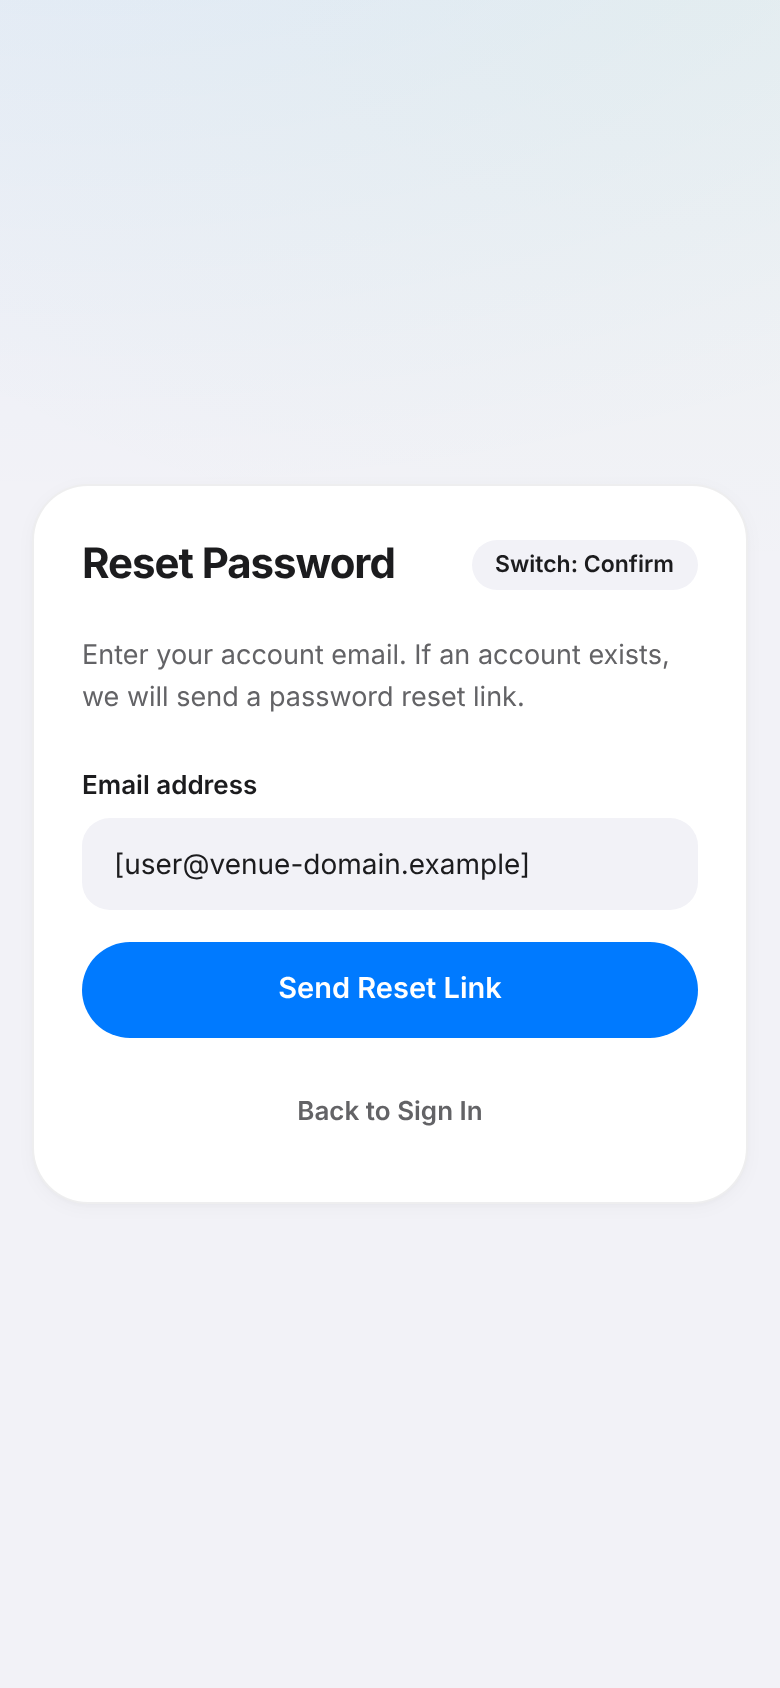 Reset Password
Switch: Confirm
Enter your account email. If an account exists,
we will send a password reset link.
Email address
[user@venue-domain.example]
Send Reset Link
Back to Sign In